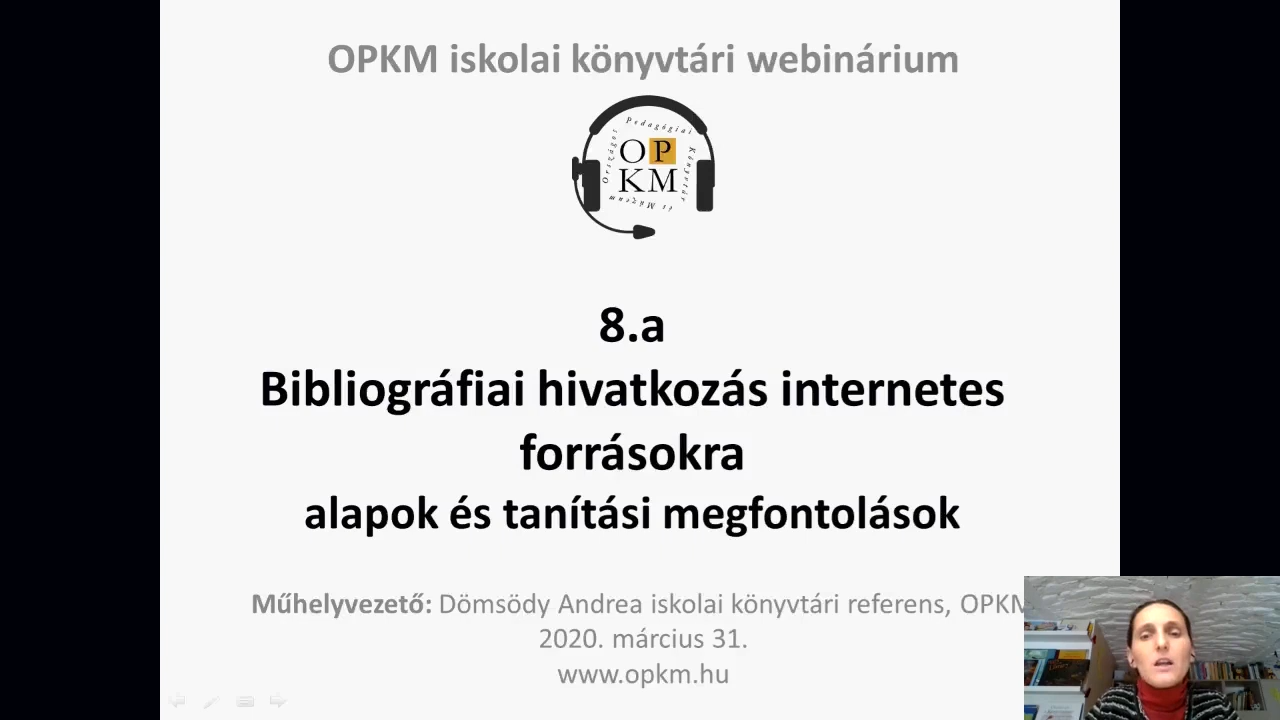 OPKM iskolai könyvtári webinárium
Országos Pedagógiai Könyvtár és Múzeum
OP
KM
8.a
Bibliográfiai hivatkozás internetes
forrásokra
alapok és tanítási megfontolások
Műhelyvezető: Dömsödy Andrea iskolai könyvtári referens, OPKM
2020. március 31.
www.opkm.hu